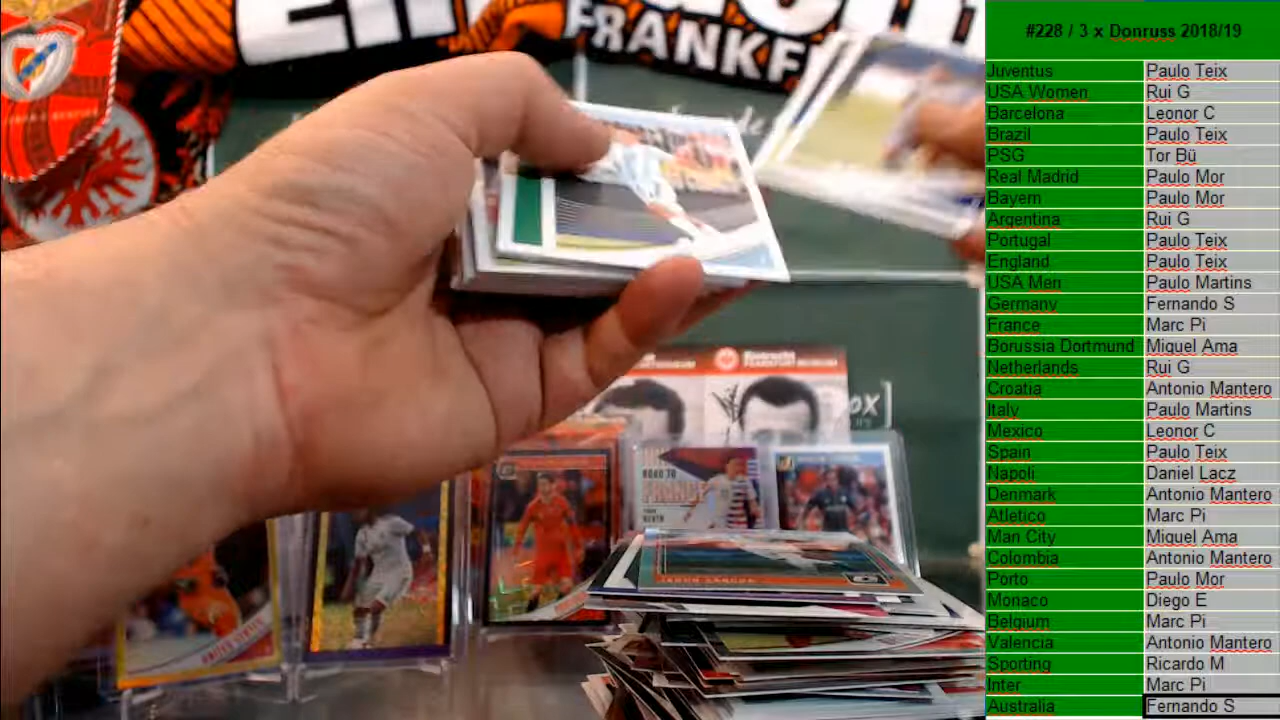 FRANKF
#228 / 3 x Donruss 2018/19
Juventus Paulo Teix
USA Women Rui G
Barcelona Leonor C
Brazil Paulo Teix
PSG Tor Bü
Real Madrid Paulo Mor
Bayern Paulo Mor
Argentina Rui G
Portugal Paulo Teix
England Paulo Teix
USA Men Paulo Martins
Germany Fernando S
France Marc Pi
Borussia Dortmund Miguel Ama
Netherlands Rui G
Croatia Antonio Mantero
Italy Paulo Martins
Mexico Leonor C
Spain Paulo Teix
Napoli Daniel Lacz
Denmark Antonio Mantero
Atletico Marc Pi
Man City Miguel Ama
Colombia Antonio Mantero
Porto Paulo Mor
Monaco Diego E
Belgium Marc Pi
Valencia Antonio Mantero
Sporting Ricardo M
Inter Marc Pi
Australia Fernando S
ox]
ROAD TO
FRANCE